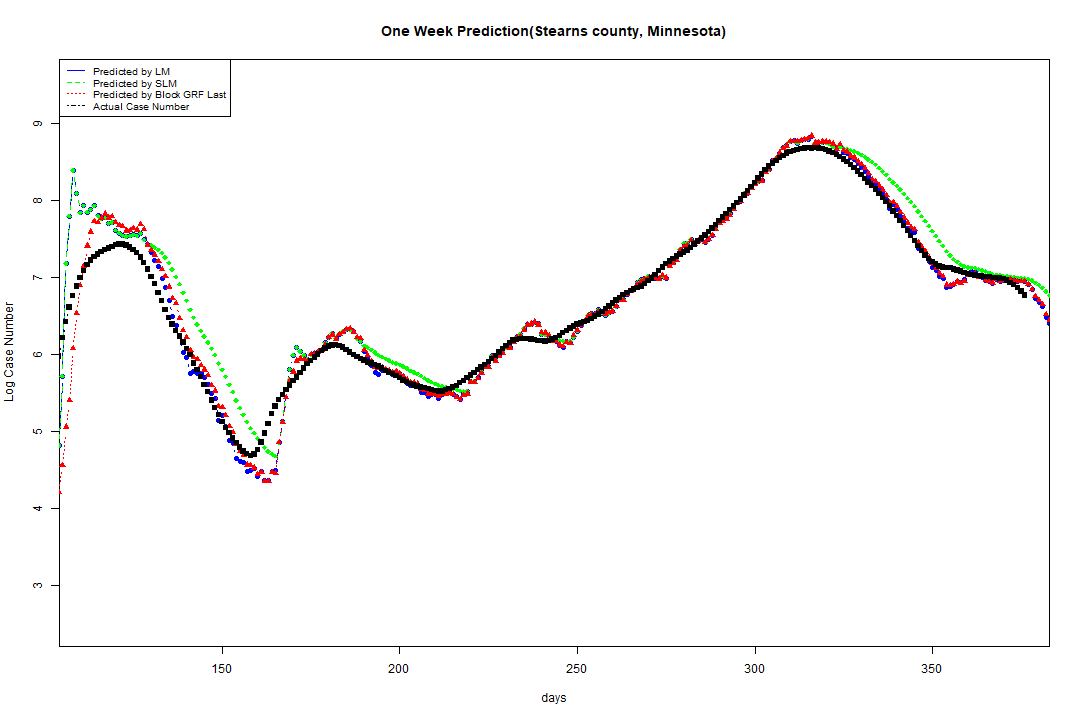 One Week Prediction(Stearns county, Minnesota)
Predicted by LM
Predicted by SLM
Predicted by Block GRF Last
Actual Case Number
Log Case Number
9
8
7
6
5
4
3
150 200 250 300 350
days